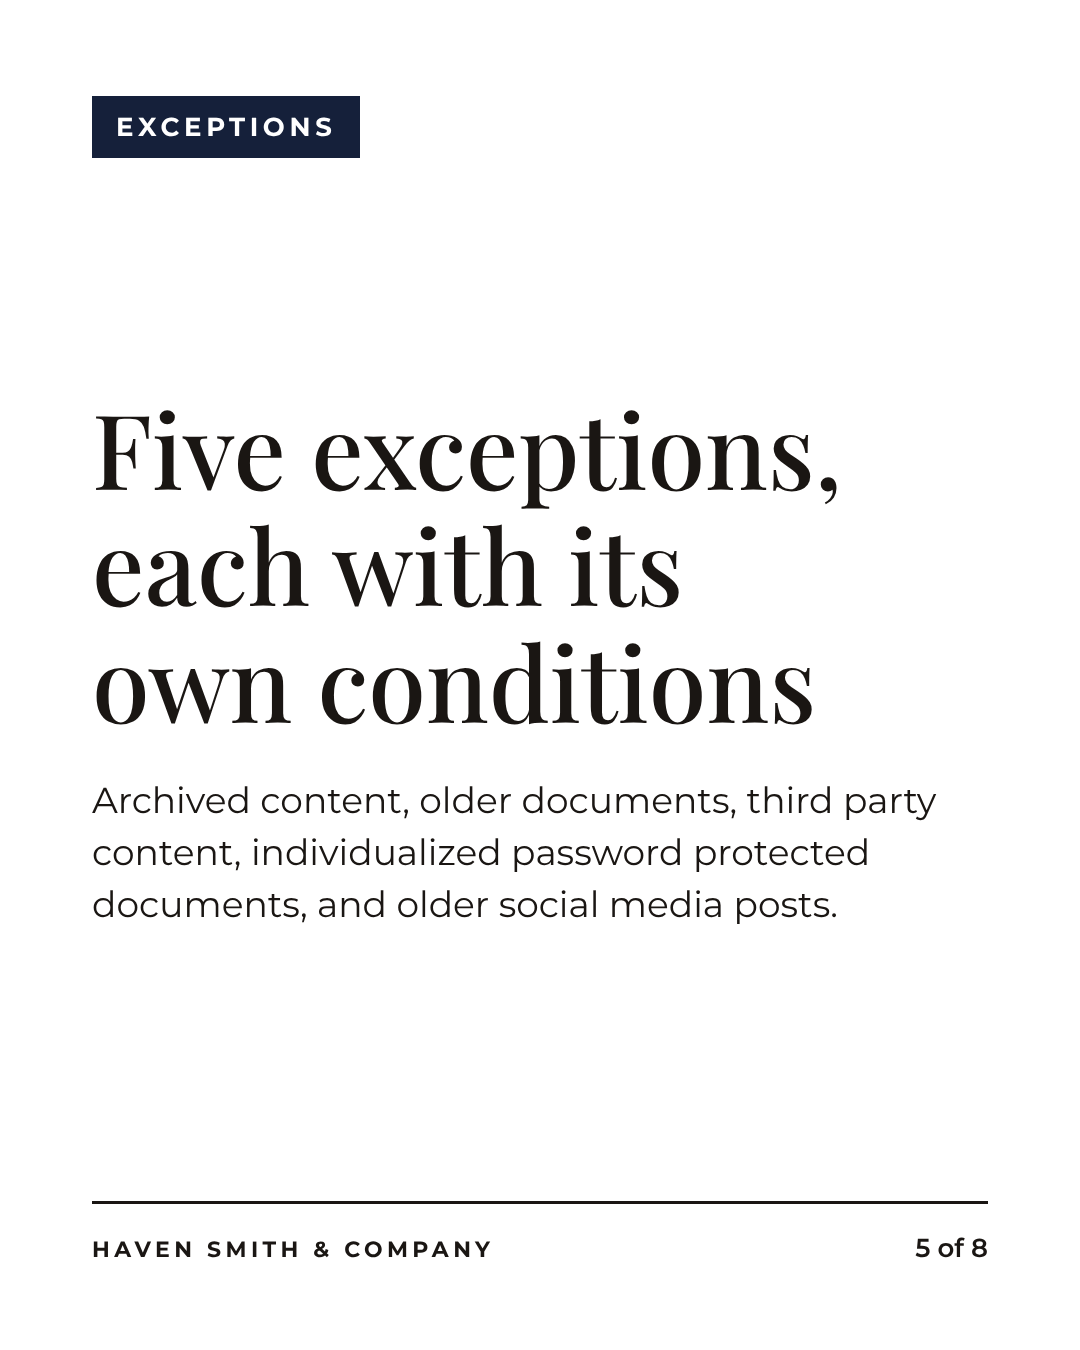 EXCEPTIONS
Five exceptions,
each with its
own conditions
Archived content, older documents, third party
content, individualized password protected
documents, and older social media posts.
HAVEN SMITH & COMPANY
5 of 8